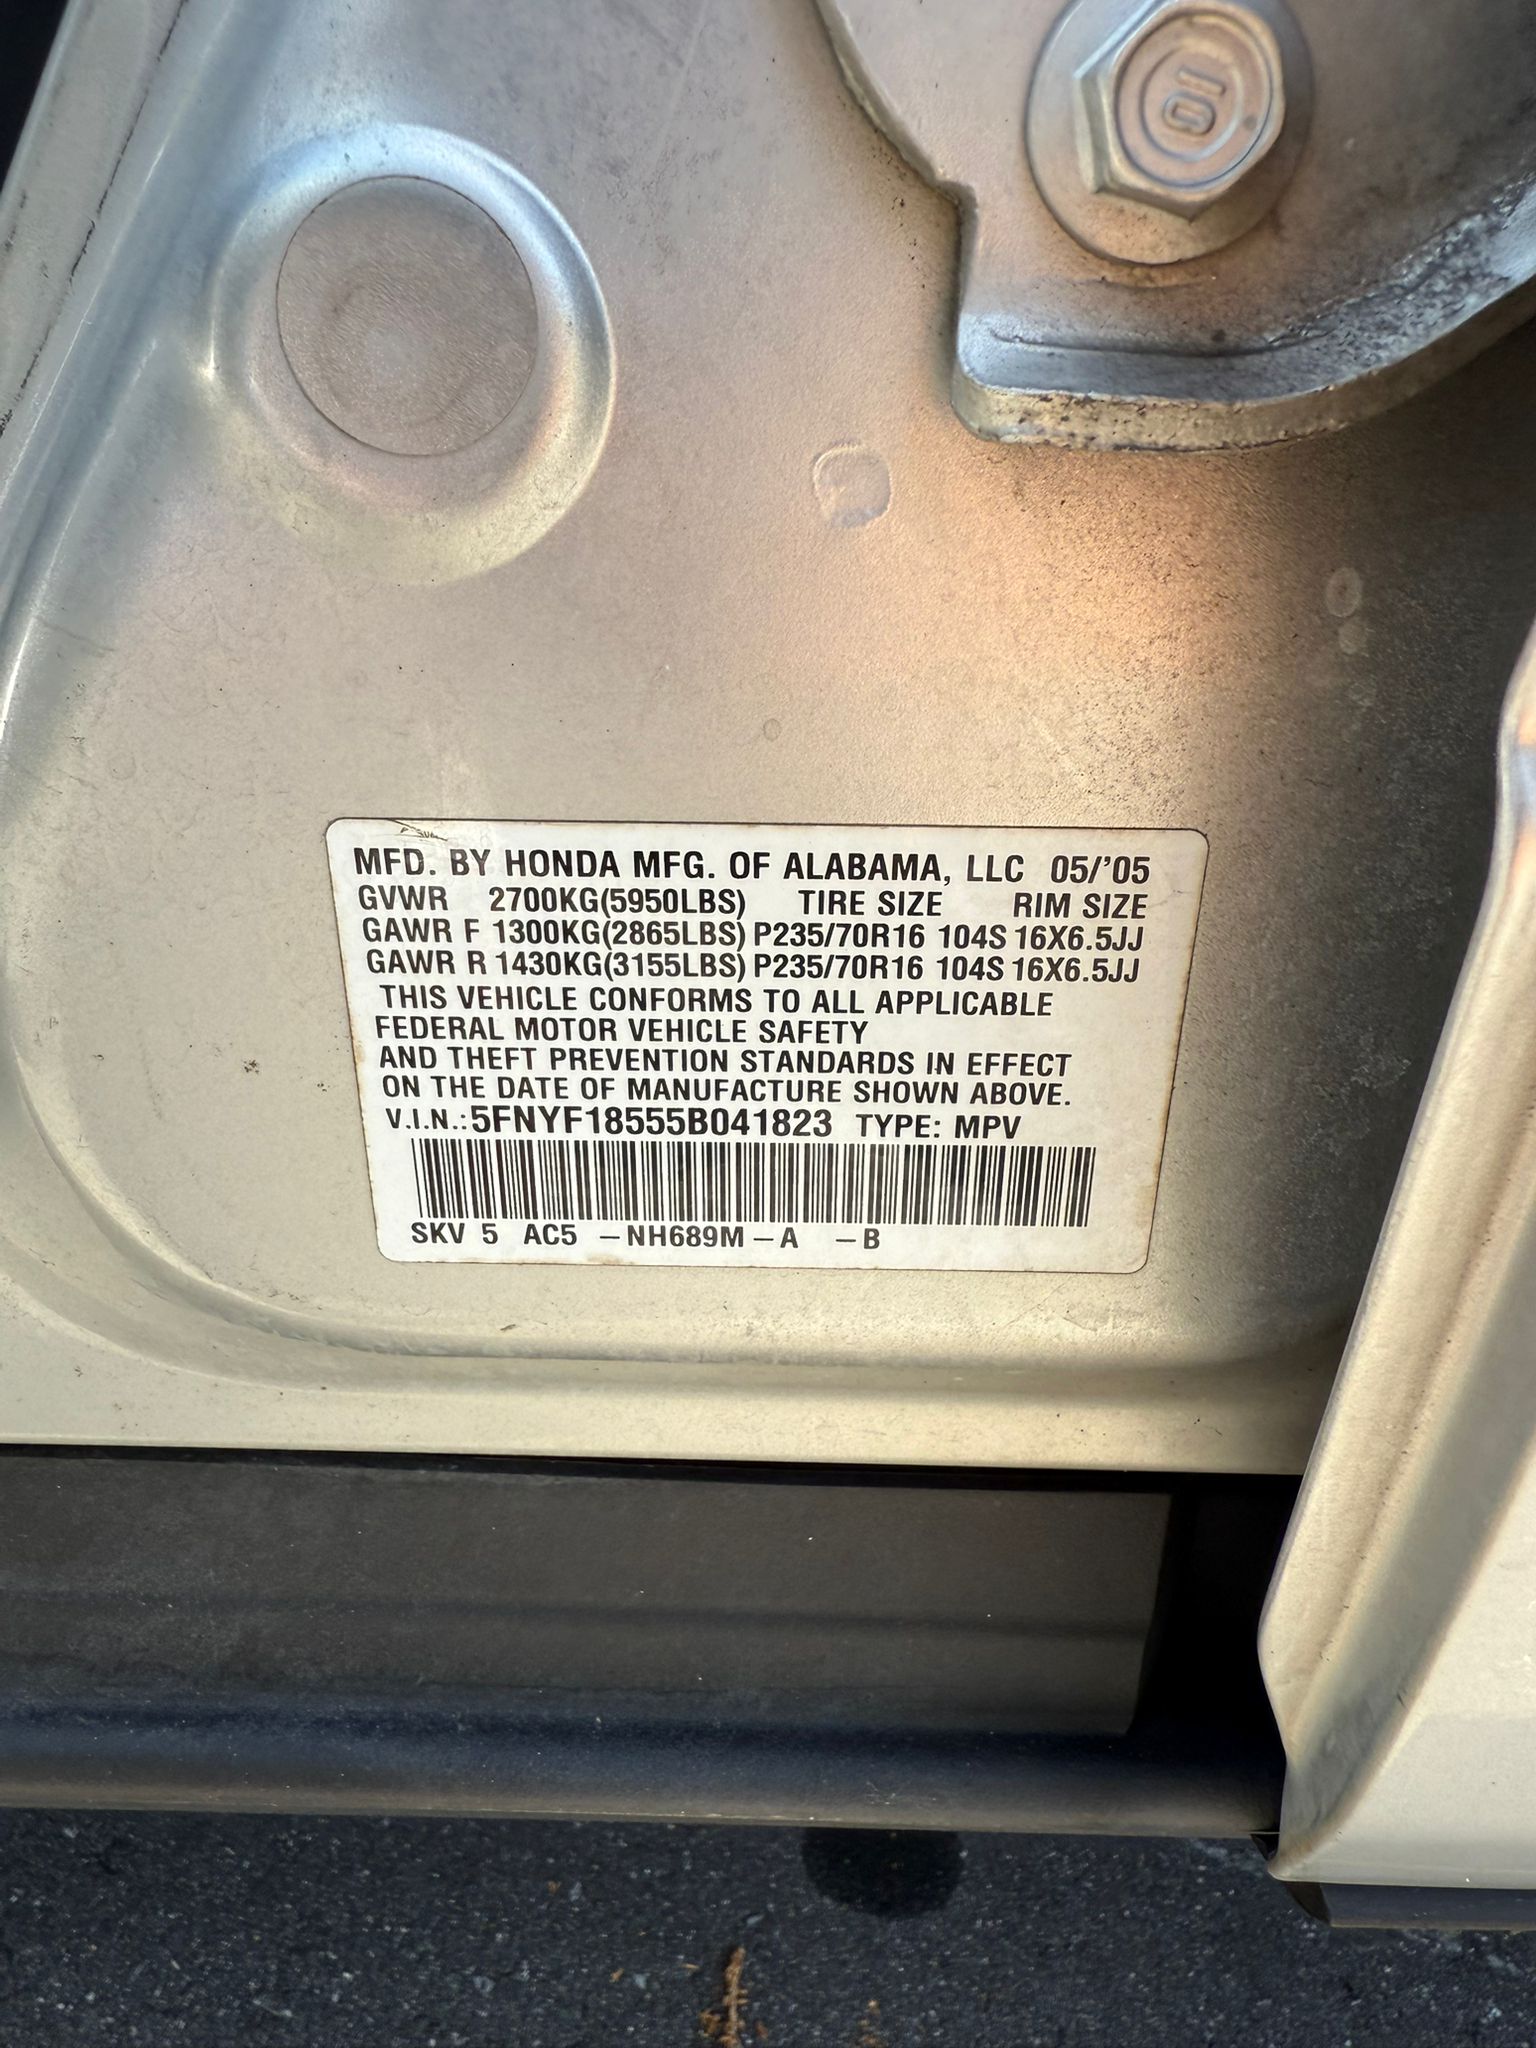 10
MFD. BY HONDA MFG. OF ALABAMA, LLC 05/'05
GVWR 2700KG(5950LBS) TIRE SIZE RIM SIZE
GAWR F 1300KG(2865LBS) P235/70R16 104S 16X6.5JJ
GAWR R 1430KG(3155LBS) P235/70R16 104S 16X6.5JJ
THIS VEHICLE CONFORMS TO ALL APPLICABLE
FEDERAL MOTOR VEHICLE SAFETY
AND THEFT PREVENTION STANDARDS IN EFFECT
ON THE DATE OF MANUFACTURE SHOWN ABOVE.
V.I.N.:5FNYF18555B041823 TYPE: MPV
SKV 5 AC5 –NH689M–A –B